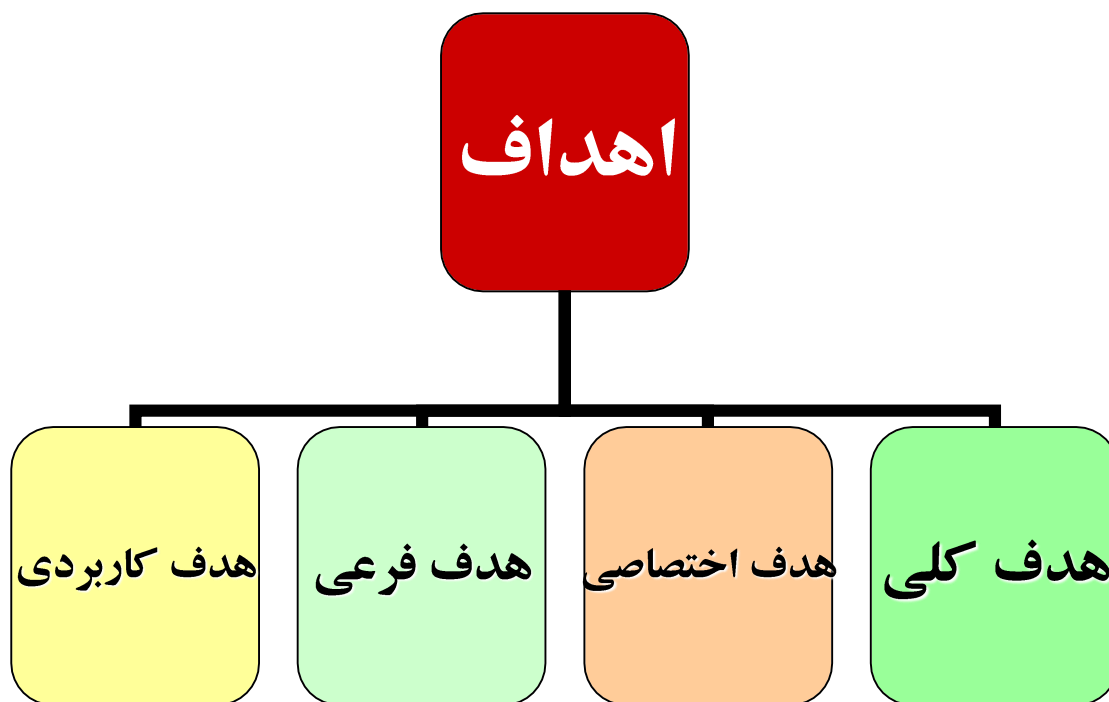 اهداف
هدف کلی
هدف اختصاصی
هدف فرعی
هدف کاربردی